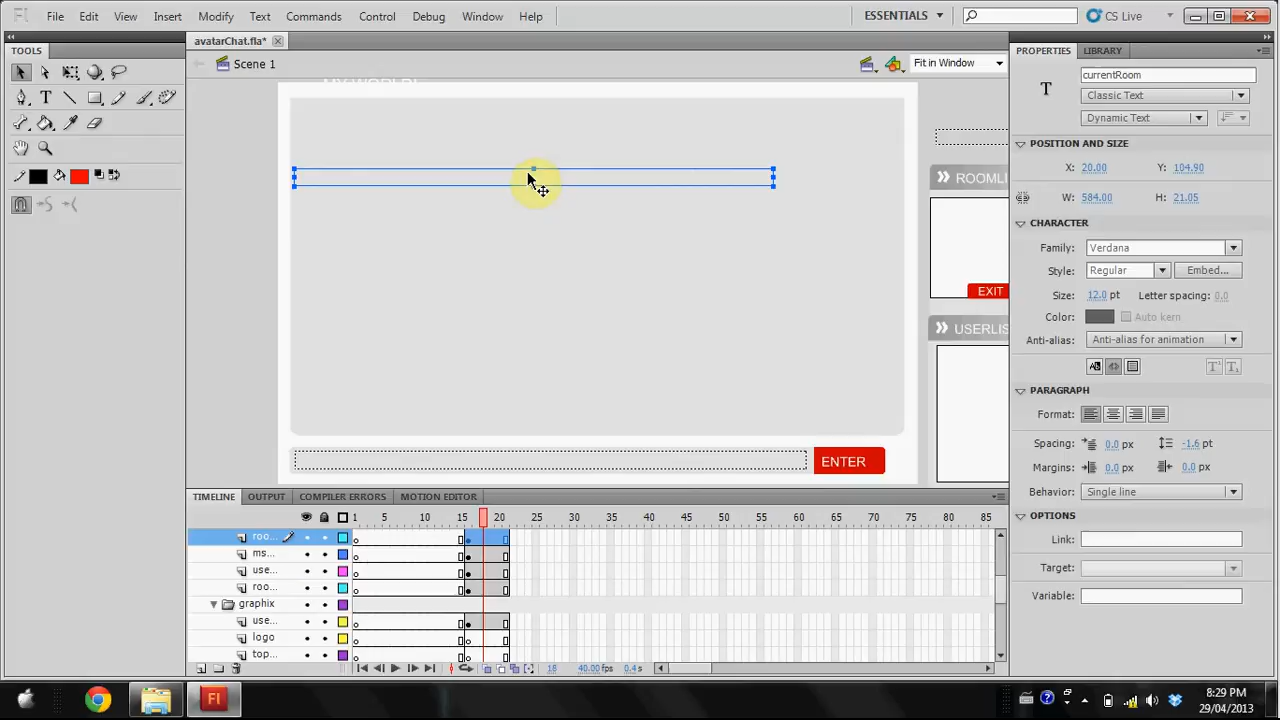 Fl File Edit View Insert Modify Text Commands Control Debug Window Help
ESSENTIALS
CS Live
TOOLS
avatarChat.fla*
Scene 1
Fit in Window
MY WORLD!
ROOMLI
EXIT
USERLIS
ENTER
PROPERTIES LIBRARY
T
currentRoom
Classic Text
Dynamic Text
POSITION AND SIZE
X: 20.00 Y: 104.90
W: 584.00 H: 21.05
CHARACTER
Family: Verdana
Style: Regular Embed...
Size: 12.0 pt Letter spacing: 0.0
Color: Auto kern
Anti-alias: Anti-alias for animation
PARAGRAPH
Format:
Spacing: 0.0 px -1.6 pt
Margins: 0.0 px 0.0 px
Behavior: Single line
OPTIONS
Link:
Target:
Variable:
TIMELINE OUTPUT COMPILER ERRORS MOTION EDITOR
1 5 10 15 20 25 30 35 40 45 50 55 60 65 70 75 80 85
roo...
ms...
use...
roo...
graphix
use...
logo
top...
18 40.00 fps 0.4 s
Fl
8:29 PM
29/04/2013